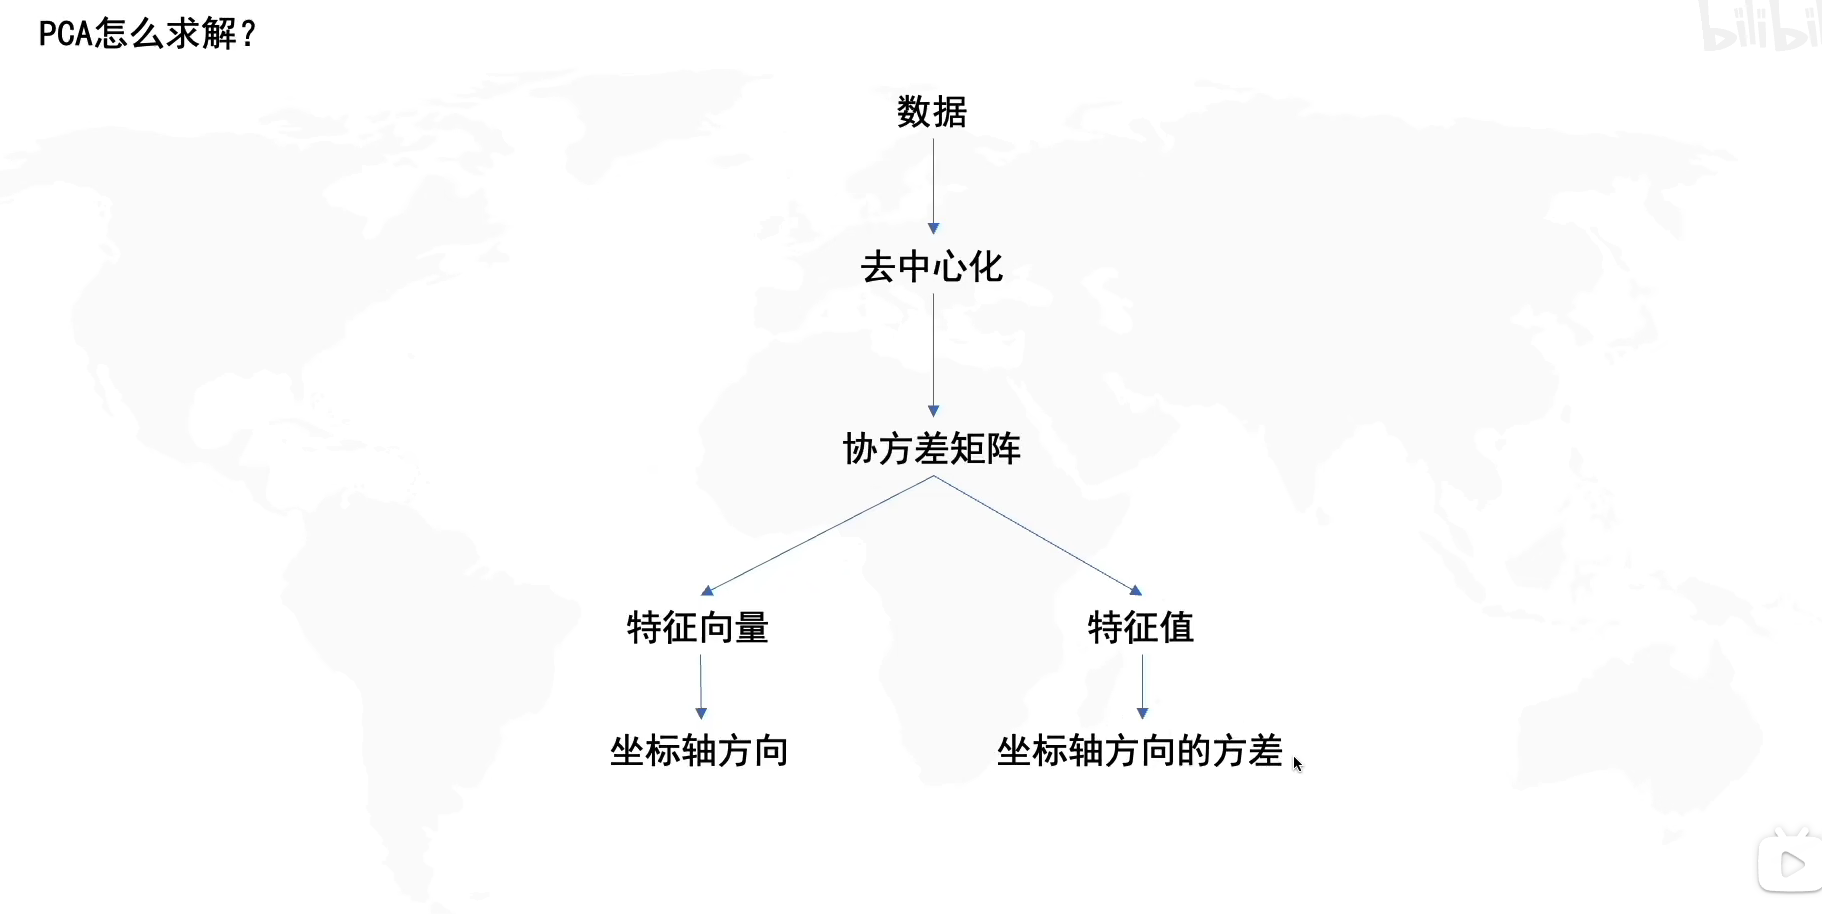 PCA怎么求解？
bilibili
数据
去中心化
协方差矩阵
特征向量
特征值
坐标轴方向
坐标轴方向的方差